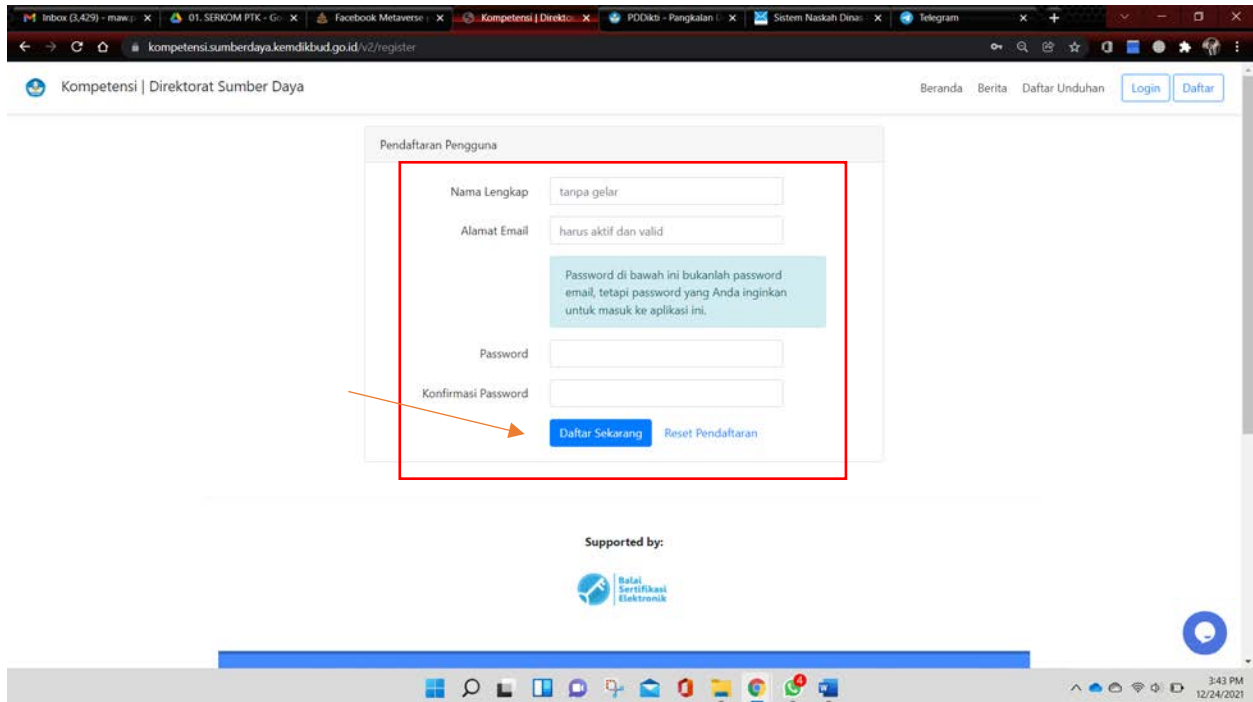 Inbox (3,429) - maw.p
01. SERKOM PTK - Go
Facebook Metaverse
Kompetensi | Direkto
PDDikti - Pangkalan
Sistem Naskah Dinas
Telegram
kompetensi.sumberdaya.kemdikbud.go.id/v2/register
Kompetensi | Direktorat Sumber Daya
Beranda Berita Daftar Unduhan Login Daftar
Pendaftaran Pengguna
Nama Lengkap tanpa gelar
Alamat Email harus aktif dan valid
Password di bawah ini bukanlah password
email, tetapi password yang Anda inginkan
untuk masuk ke aplikasi ini.
Password
Konfirmasi Password
Daftar Sekarang Reset Pendaftaran
Supported by:
Balai
Sertifikasi
Elektronik
4
3:43 PM
12/24/2021